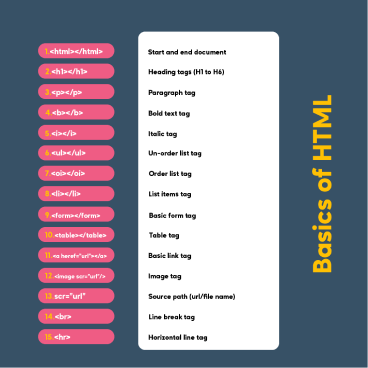 1.<html></html> Start and end document
2.<h1></h1> Heading tags (H1 to H6)
3.<p></p> Paragraph tag
4.<b></b> Bold text tag
5.<i></i> Italic tag
6.<ul></ul> Un-order list tag
7.<ol></ol> Order list tag
8.<li></li> List items tag
9.<form></form> Basic form tag
10.<table></table> Table tag
11.<a heref="url"></a> Basic link tag
12.<image scr="url"/> Image tag
13.scr="url" Source path (url/file name)
14.<br> Line break tag
15.<hr> Horizontal line tag
Basics of HTML